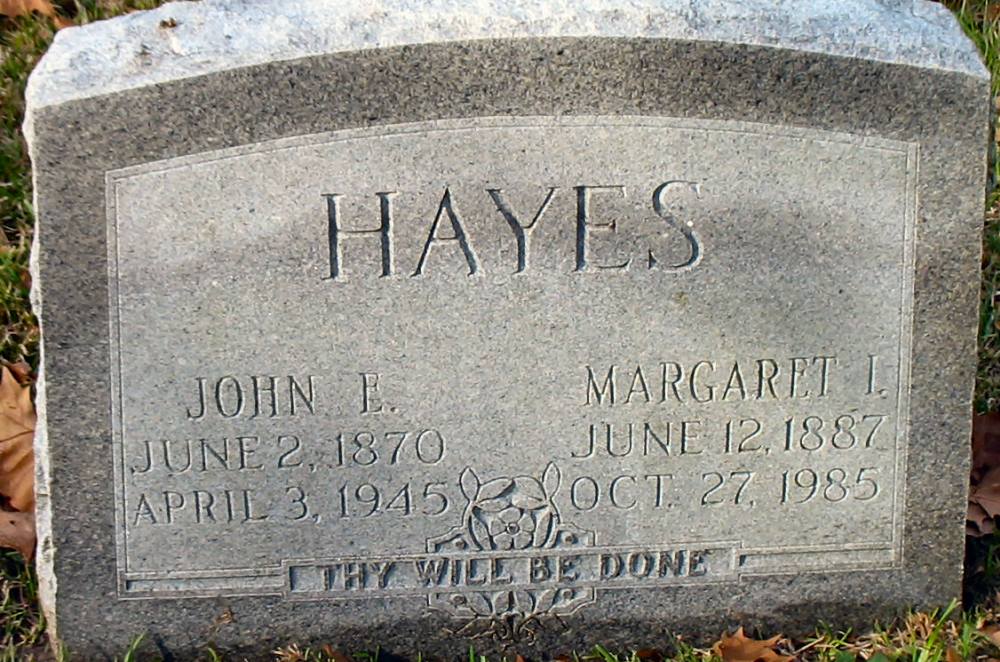 HAYES
JOHN E.
JUNE 2, 1870
APRIL 3, 1945
MARGARET I.
JUNE 12, 1887
OCT. 27, 1985
THY WILL BE DONE